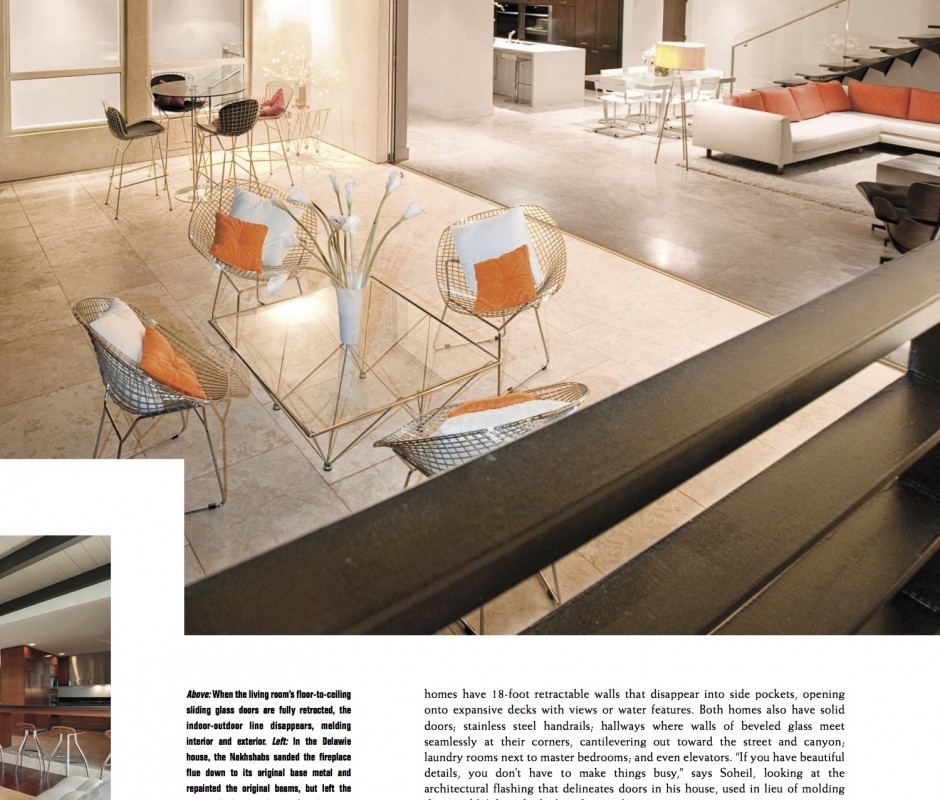 Above: When the living room's floor-to-ceiling
sliding glass doors are fully retracted, the
indoor-outdoor line disappears, melding
interior and exterior. Left: In the Delawie
house, the Nakhshabs sanded the fireplace
flue down to its original base metal and
repainted the original beams, but left the
homes have 18-foot retractable walls that disappear into side pockets, opening
onto expansive decks with views or water features. Both homes also have solid
doors; stainless steel handrails; hallways where walls of beveled glass meet
seamlessly at their corners, cantilevering out toward the street and canyon;
laundry rooms next to master bedrooms; and even elevators. “If you have beautiful
details, you don’t have to make things busy,” says Soheil, looking at the
architectural flashing that delineates doors in his house, used in lieu of molding